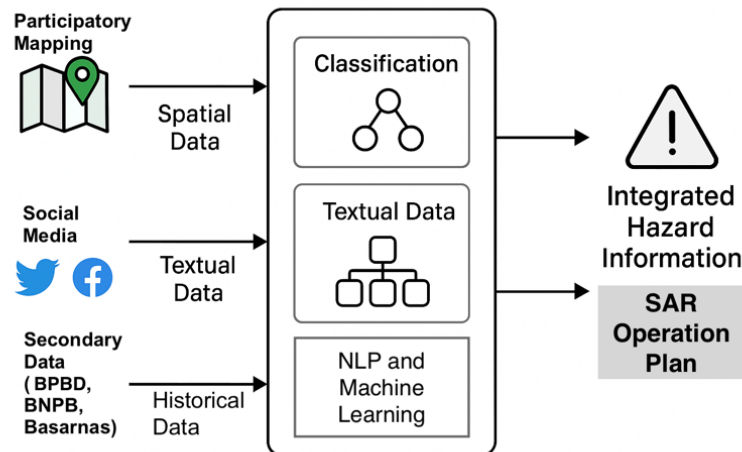 Participatory
Mapping
Spatial
Data
Social
Media
Textual
Data
Secondary
Data
( BPBD,
BNPB,
Basarnas)
Historical
Data
Classification
Textual Data
NLP and
Machine
Learning
!
Integrated
Hazard
Information
SAR
Operation
Plan